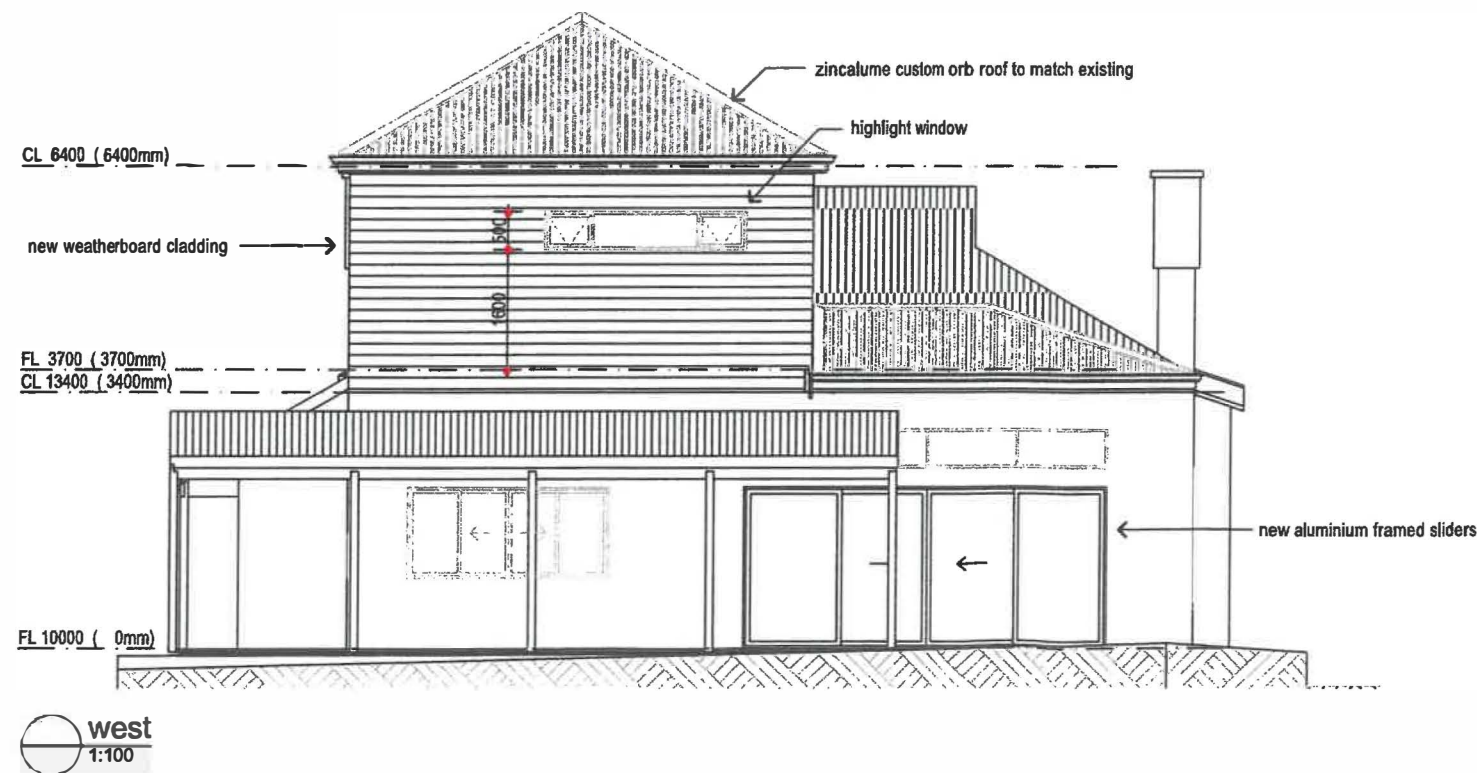 zincalume custom orb roof to match existing
highlight window
CL 6400 ( 6400mm)
500
new weatherboard cladding
1600
FL 3700 ( 3700mm)
CL 13400 ( 3400mm)
new aluminium framed sliders
FL 10000 ( 0mm)
west
1:100